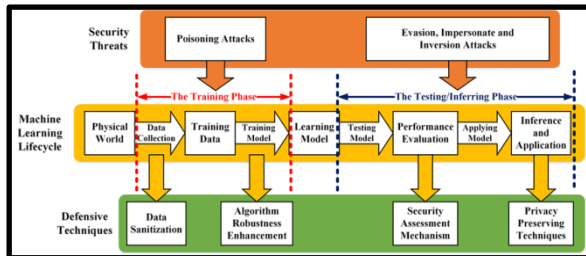 Security
Threats
Poisoning Attacks
Evasion, Impersonate and
Inversion Attacks
The Training Phase
The Testing/Inferring Phase
Machine
Learning
Lifecycle
Physical
World
Data
Collection
Training
Data
Training
Model
Learning
Model
Testing
Model
Performance
Evaluation
Applying
Model
Inference
and
Application
Defensive
Techniques
Data
Sanitization
Algorithm
Robustness
Enhancement
Security
Assessment
Mechanism
Privacy
Preserving
Techniques